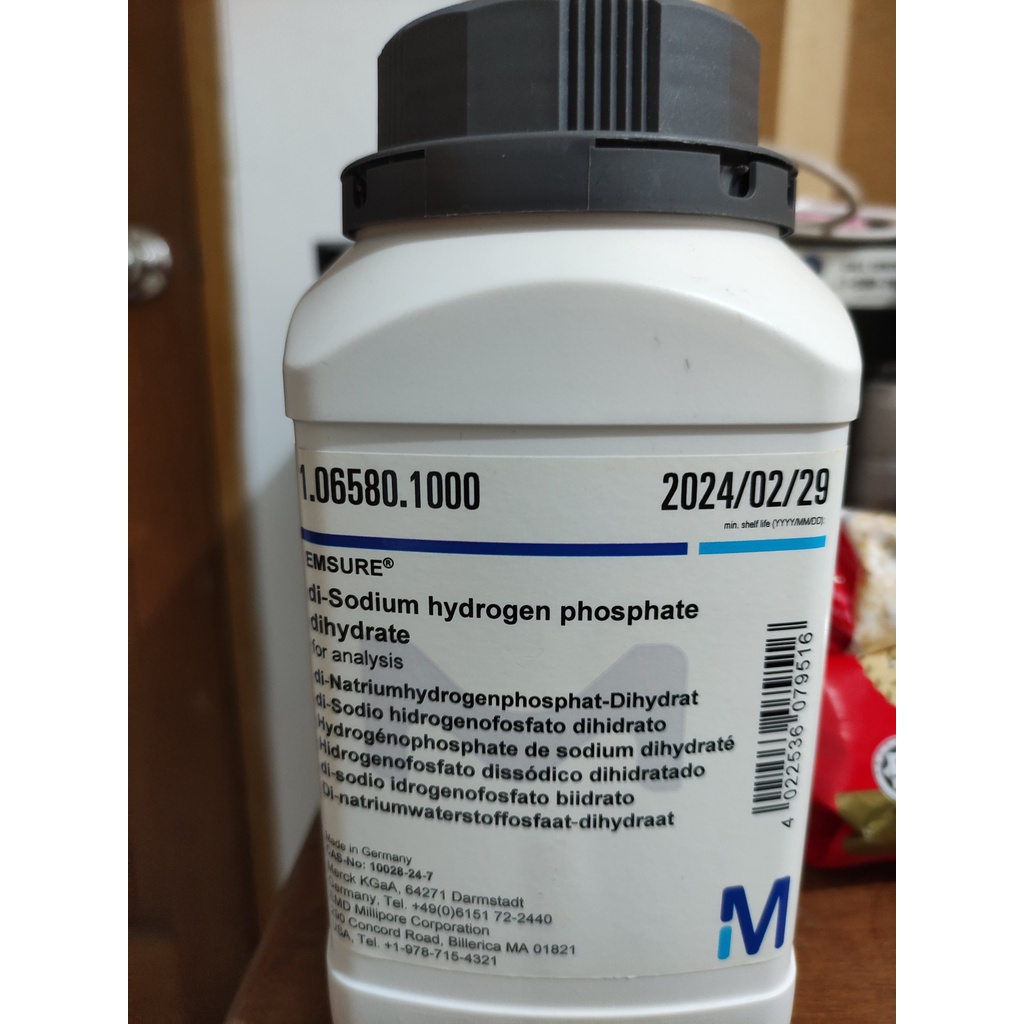 1.06580.1000
2024/02/29
min. shelf life (YYYY/MM/DD):
EMSURE®
di-Sodium hydrogen phosphate
dihydrate
for analysis
di-Natriumhydrogenphosphat-Dihydrat
di-Sodio hidrogenofosfato dihidrato
Hydrogénophosphate de sodium dihydraté
Hidrogenofosfato dissódico dihidratado
di-sodio idrogenofosfato biidrato
Di-natriumwaterstoffosfaat-dihydraat
Made in Germany
CAS-No: 10028-24-7
Merck KGaA, 64271 Darmstadt
Germany, Tel. +49(0)6151 72-2440
EMD Millipore Corporation
290 Concord Road, Billerica MA 01821
USA, Tel. +1-978-715-4321
4 022536 079516
M